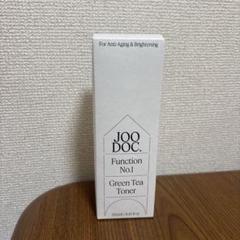 For Anti-Aging & Brightening
JOO
DOC.
Function
No.1
Green Tea
Toner